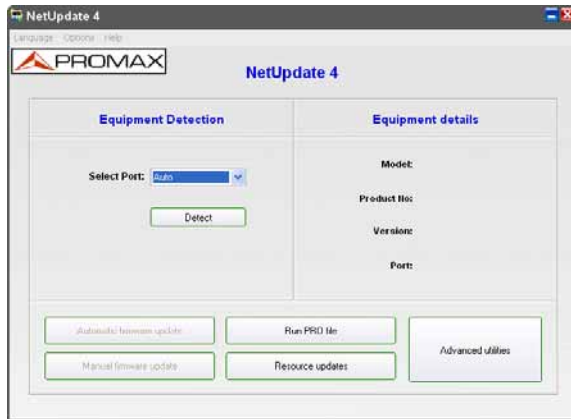 NetUpdate 4
Language Options Help
PROMAX
NetUpdate 4
Equipment Detection
Select Port: Auto
Detect
Equipment details
Model:
Product No:
Version:
Port:
Automatic firmware update
Run PRO file
Advanced utilities
Manual firmware update
Resource updates